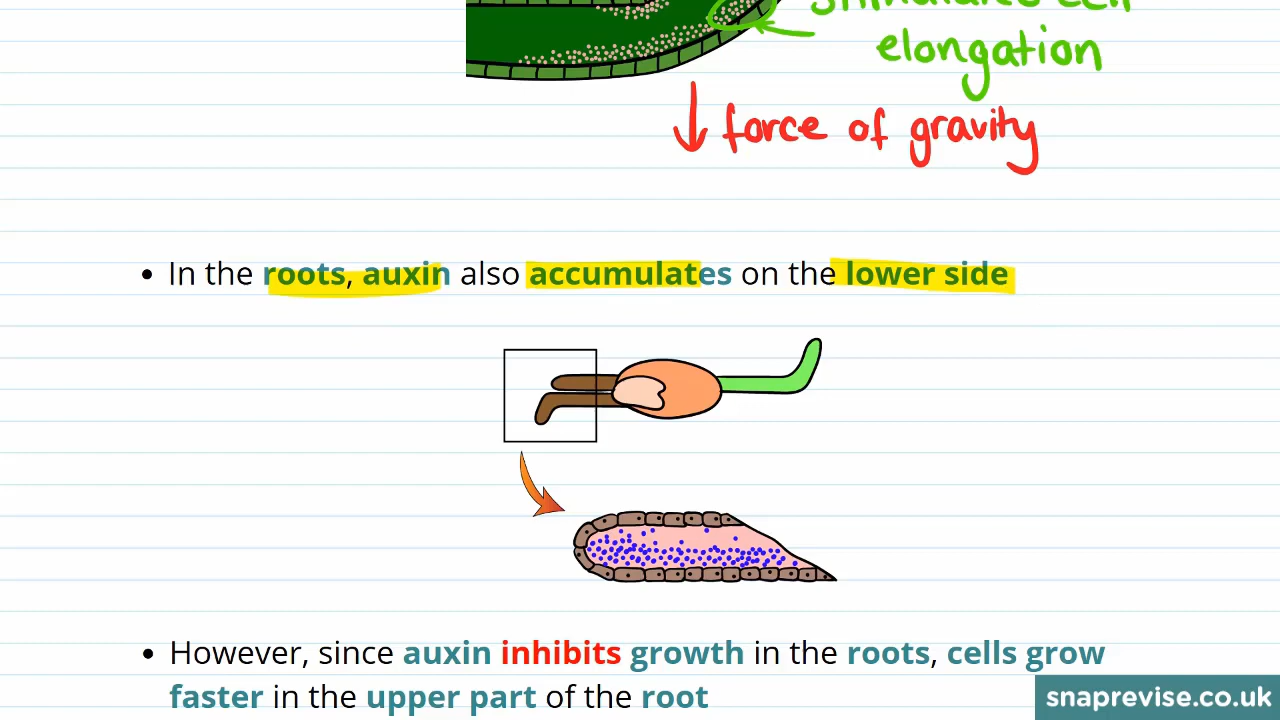 elongation
force of gravity
• In the roots, auxin also accumulates on the lower side
• However, since auxin inhibits growth in the roots, cells grow
faster in the upper part of the root
snaprevise.co.uk